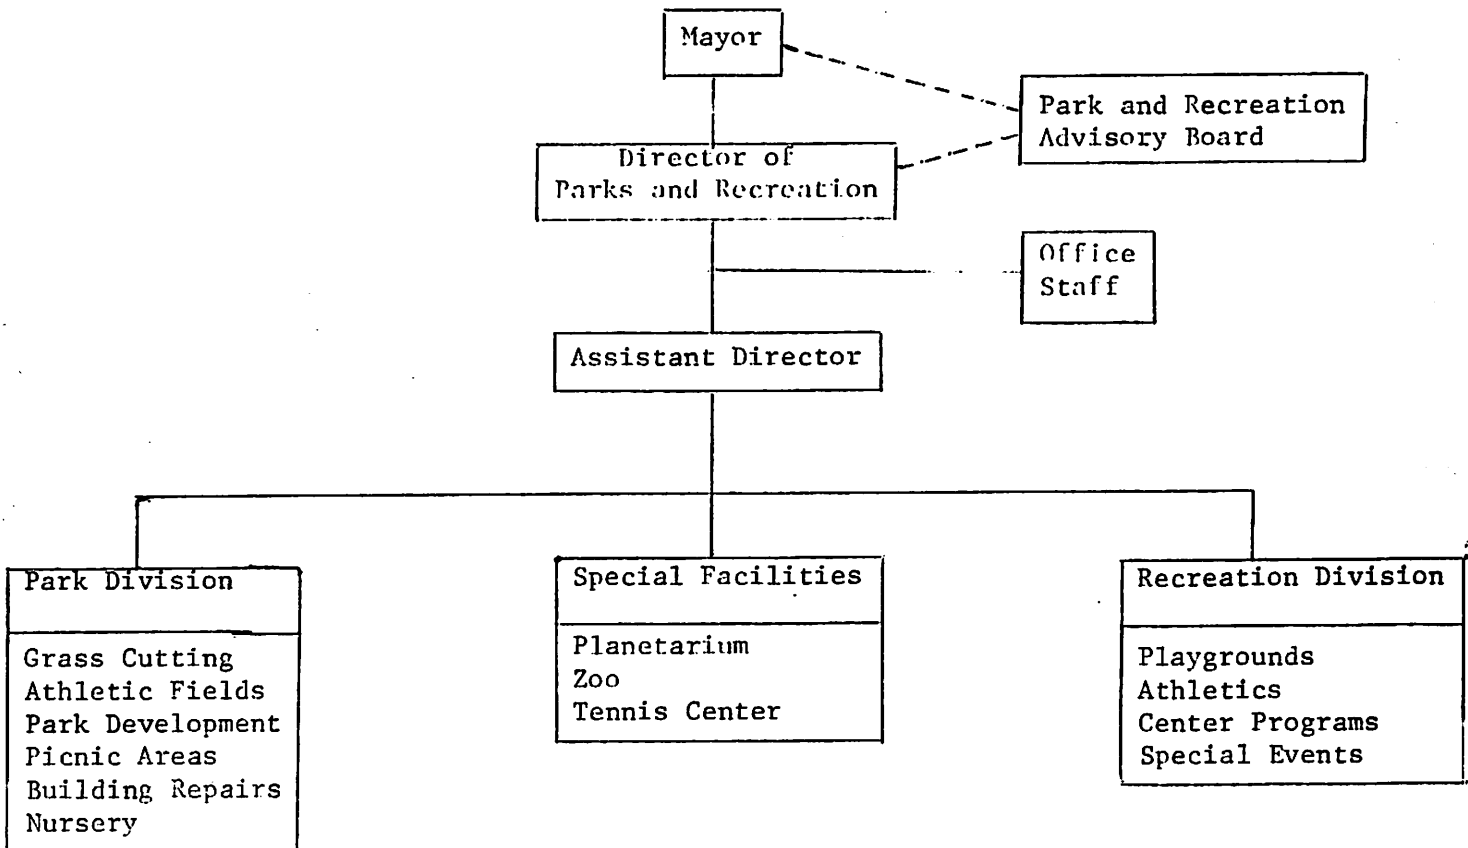 Mayor
Park and Recreation
Advisory Board
Director of
Parks and Recreation
Office
Staff
Assistant Director
Park Division
Grass Cutting
Athletic Fields
Park Development
Picnic Areas
Building Repairs
Nursery
Special Facilities
Planetarium
Zoo
Tennis Center
Recreation Division
Playgrounds
Athletics
Center Programs
Special Events